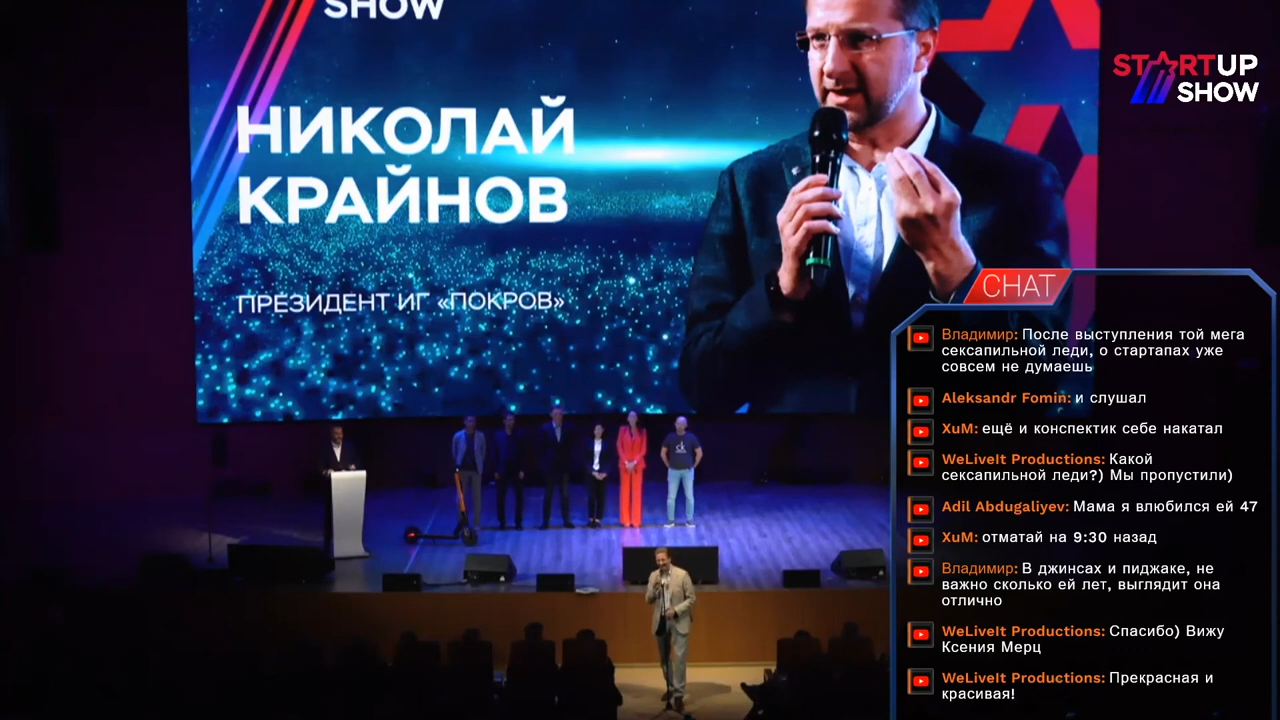 SHOW
НИКОЛАЙ
КРАЙНОВ
ПРЕЗИДЕНТ ИГ «ПОКРОВ»
STARTUP
SHOW
CHAT
Владимир: После выступления той мега
сексапильной леди, о стартапах уже
совсем не думаешь
Aleksandr Fomin: и слушал
XuM: ещё и конспектик себе накатал
WeLiveIt Productions: Какой
сексапильной леди?) Мы пропустили)
Adil Abdugaliyev: Мама я влюбился ей 47
XuM: отматай на 9:30 назад
Владимир: В джинсах и пиджаке, не
важно сколько ей лет, выглядит она
отлично
WeLiveIt Productions: Спасибо) Вижу
Ксения Мерц
WeLiveIt Productions: Прекрасная и
красивая!